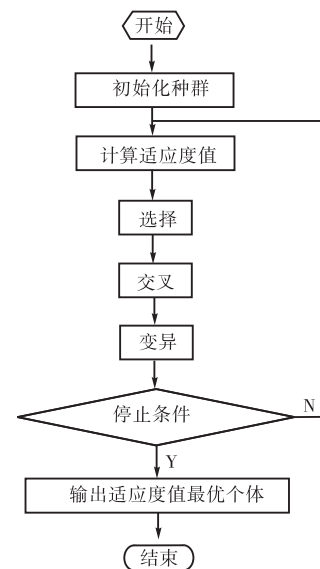 开始
初始化种群
计算适应度值
选择
交叉
变异
停止条件
N
Y
输出适应度值最优个体
结束